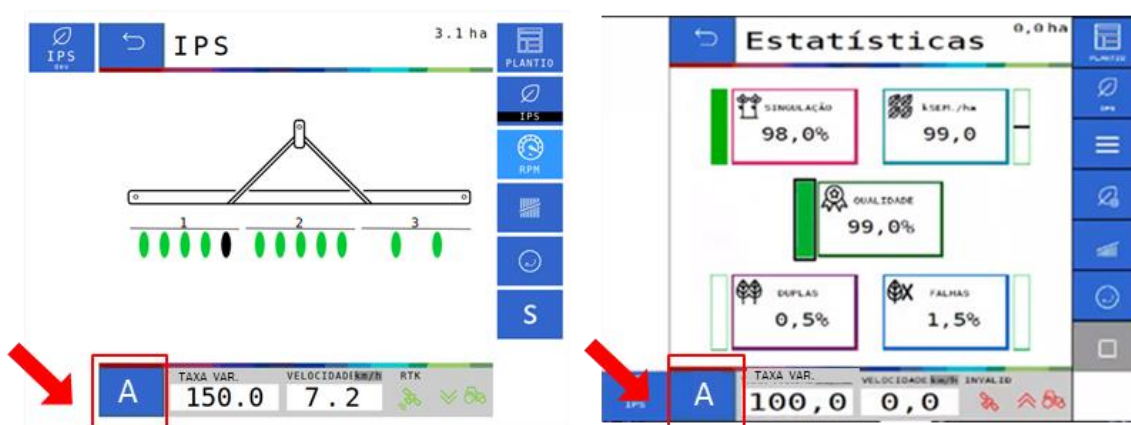 IPS
dev
IPS
3.1 ha
PLANTIO
IPS
RPM
S
1
2
3
A
TAXA VAR.
150.0
VELOCIDADE km/h
7.2
RTK
Estatísticas
0,0 ha
PLANTIO
IPS
SINGULAÇÃO
98,0%
kSEM./ha
99,0
QUALIDADE
99,0%
DUPLAS
0,5%
FALHAS
1,5%
IPS
A
TAXA VAR.
100,0
VELOCIDADE km/h
0,0
INVALID